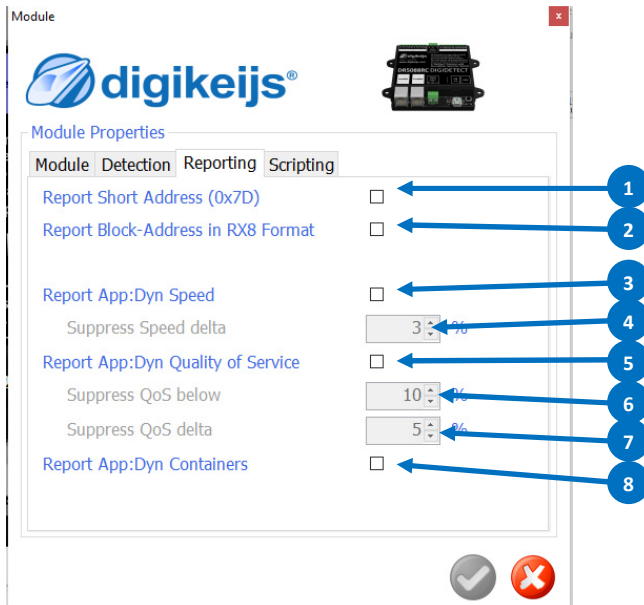 Module
x
digikeijs®
DR5088RC DIGIDETECT
Module Properties
Module Detection Reporting Scripting
Report Short Address (0x7D)
1
Report Block-Address in RX8 Format
2
Report App:Dyn Speed
3
Suppress Speed delta 3 %
4
Report App:Dyn Quality of Service
5
Suppress QoS below 10 %
6
Suppress QoS delta 5 %
7
Report App:Dyn Containers
8